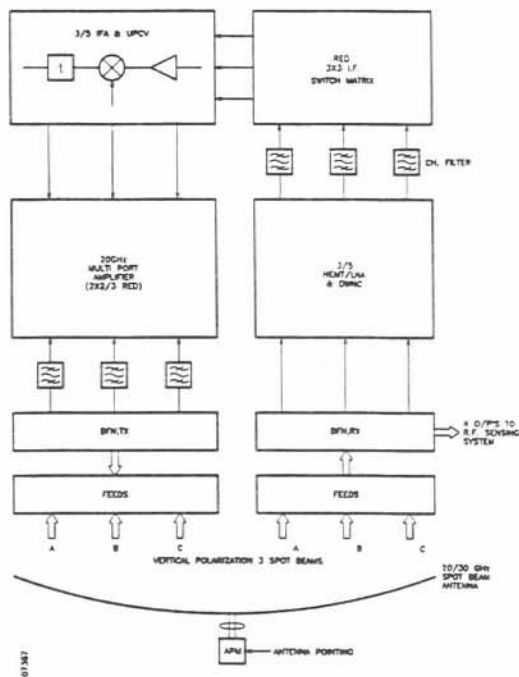 3/5 IFA & UPCV
t
RED.
3X3 I.F.
SWITCH MATRIX
CH. FILTER
20GHz
MULTI PORT
AMPLIFIER
(2X2/3 RED)
3/5
HEMT/LNA
& DWNC
BFN,TX
BFN,RX
4 O/P'S TO
R.F. SENSING
SYSTEM
FEEDS
FEEDS
A
B
C
A
B
C
VERTICAL POLARIZATION 3 SPOT BEAMS
20/30 GHz
SPOT BEAM
ANTENNA
APM
ANTENNA POINTING
07367